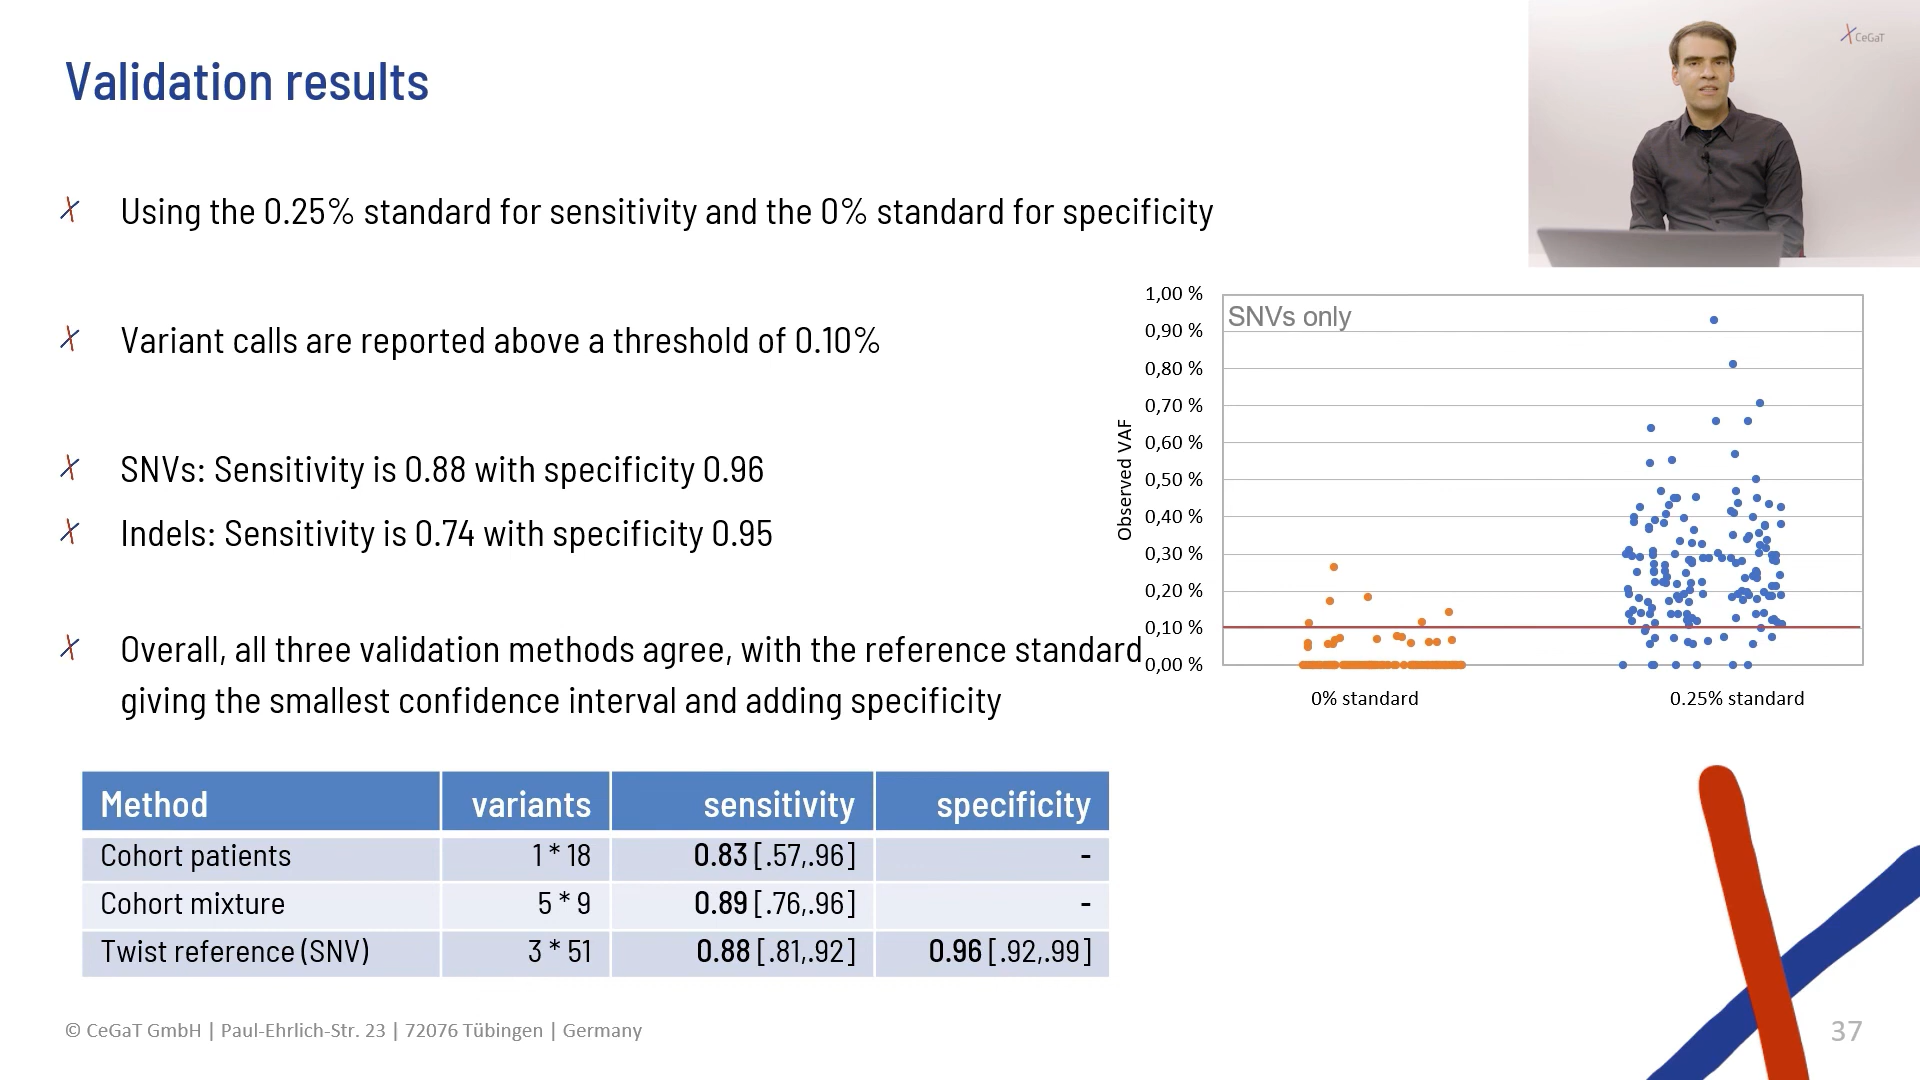 Validation results
CeGaT
Using the 0.25% standard for sensitivity and the 0% standard for specificity
Variant calls are reported above a threshold of 0.10%
SNVs: Sensitivity is 0.88 with specificity 0.96
Indels: Sensitivity is 0.74 with specificity 0.95
Overall, all three validation methods agree, with the reference standard
giving the smallest confidence interval and adding specificity
SNVs only
Observed VAF
1,00 %
0,90 %
0,80 %
0,70 %
0,60 %
0,50 %
0,40 %
0,30 %
0,20 %
0,10 %
0,00 %
0% standard 0.25% standard
Method variants sensitivity specificity
Cohort patients 1 * 18 0.83 [.57,.96] -
Cohort mixture 5 * 9 0.89 [.76,.96] -
Twist reference (SNV) 3 * 51 0.88 [.81,.92] 0.96 [.92,.99]
© CeGaT GmbH | Paul-Ehrlich-Str. 23 | 72076 Tübingen | Germany
37